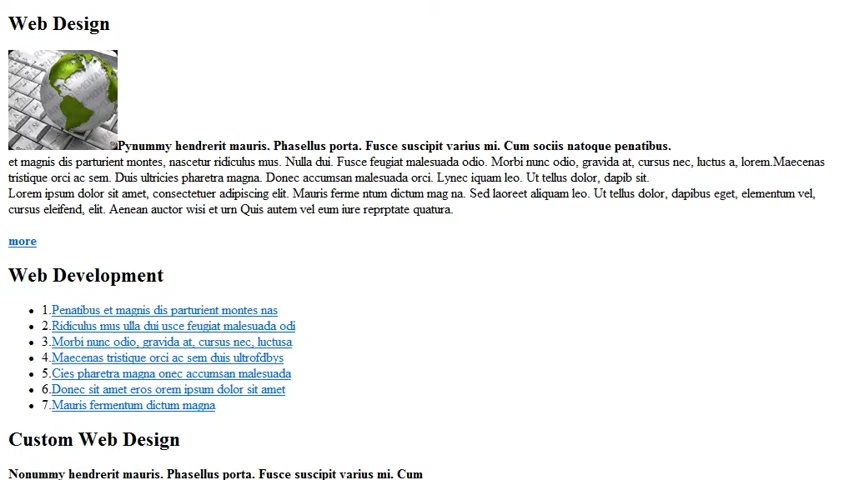 Web Design
Pynummy hendrerit mauris. Phasellus porta. Fusce suscipit varius mi. Cum sociis natoque penatibus.
et magnis dis parturient montes, nascetur ridiculus mus. Nulla dui. Fusce feugiat malesuada odio. Morbi nunc odio, gravida at, cursus nec, luctus a, lorem.Maecenas
tristique orci ac sem. Duis ultricies pharetra magna. Donec accumsan malesuada orci. Lynec iquam leo. Ut tellus dolor, dapib sit.
Lorem ipsum dolor sit amet, consectetuer adipiscing elit. Mauris ferme ntum dictum mag na. Sed laoreet aliquam leo. Ut tellus dolor, dapibus eget, elementum vel,
cursus eleifend, elit. Aenean auctor wisi et urn Quis autem vel eum iure reprptate quatura.
more
Web Development
1.Penatibus et magnis dis parturient montes nas
2.Ridiculus mus ulla dui usce feugiat malesuada odi
3.Morbi nunc odio, gravida at, cursus nec, luctusa
4.Maecenas tristique orci ac sem duis ultrofdbys
5.Cies pharetra magna onec accumsan malesuada
6.Donec sit amet eros orem ipsum dolor sit amet
7.Mauris fermentum dictum magna
Custom Web Design
Nonummy hendrerit mauris. Phasellus porta. Fusce suscipit varius mi. Cum